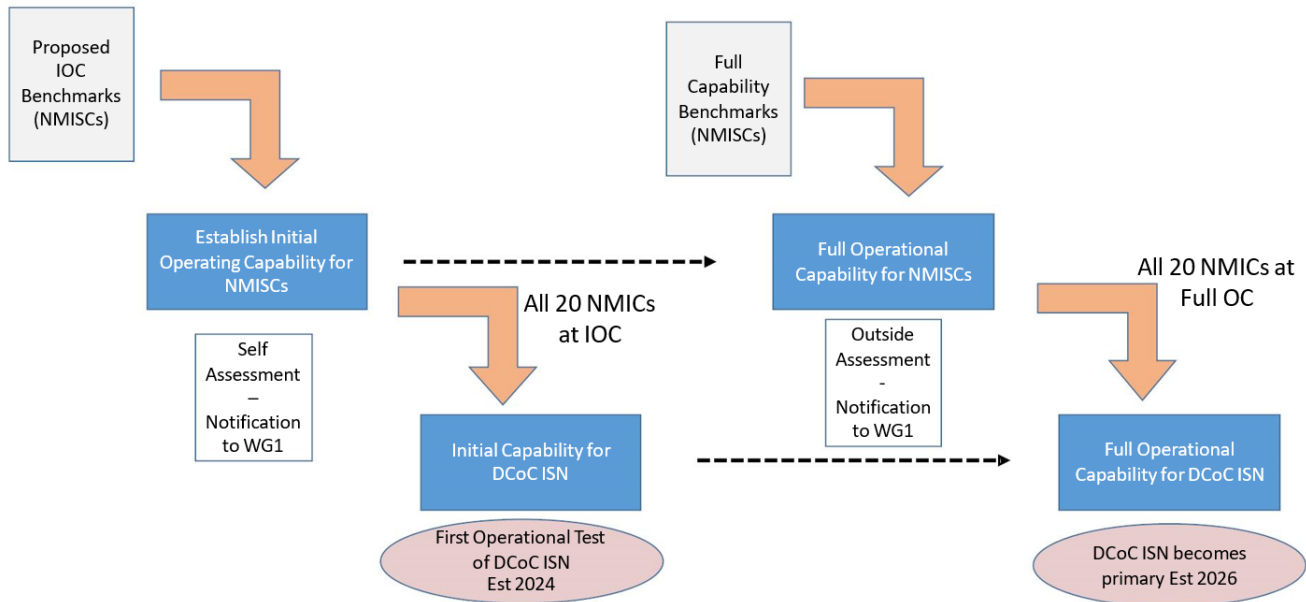 Proposed
IOC
Benchmarks
(NMISCs)
Full
Capability
Benchmarks
(NMISCs)
Establish Initial
Operating Capability for
NMISCs
Full Operational
Capability for NMISCs
All 20 NMICs
at IOC
All 20 NMICs at
Full OC
Self
Assessment
–
Notification
to WG1
Outside
Assessment
-
Notification
to WG1
Initial Capability for
DCoC ISN
Full Operational
Capability for DCoC ISN
First Operational Test
of DCoC ISN
Est 2024
DCoC ISN becomes
primary Est 2026